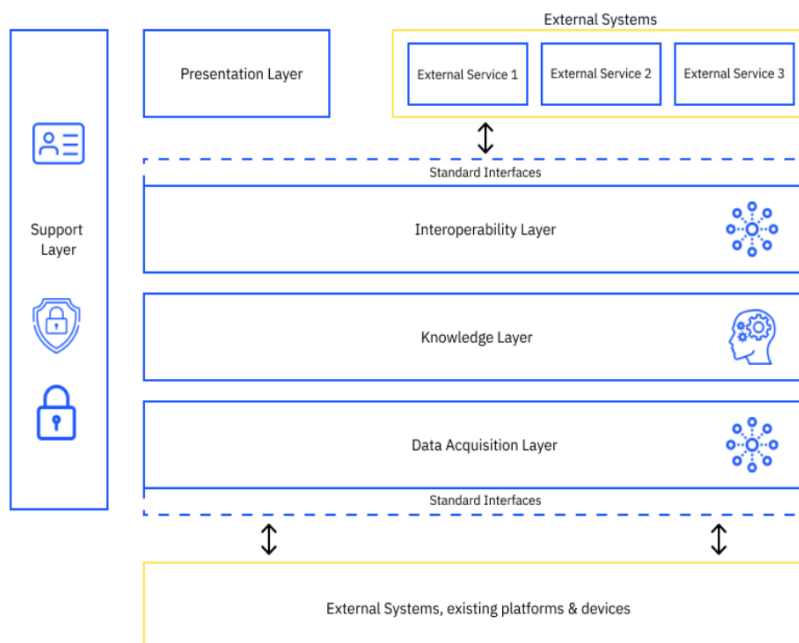 External Systems
Presentation Layer
External Service 1
External Service 2
External Service 3
Standard Interfaces
Support
Layer
Interoperability Layer
Knowledge Layer
Data Acquisition Layer
Standard Interfaces
External Systems, existing platforms & devices